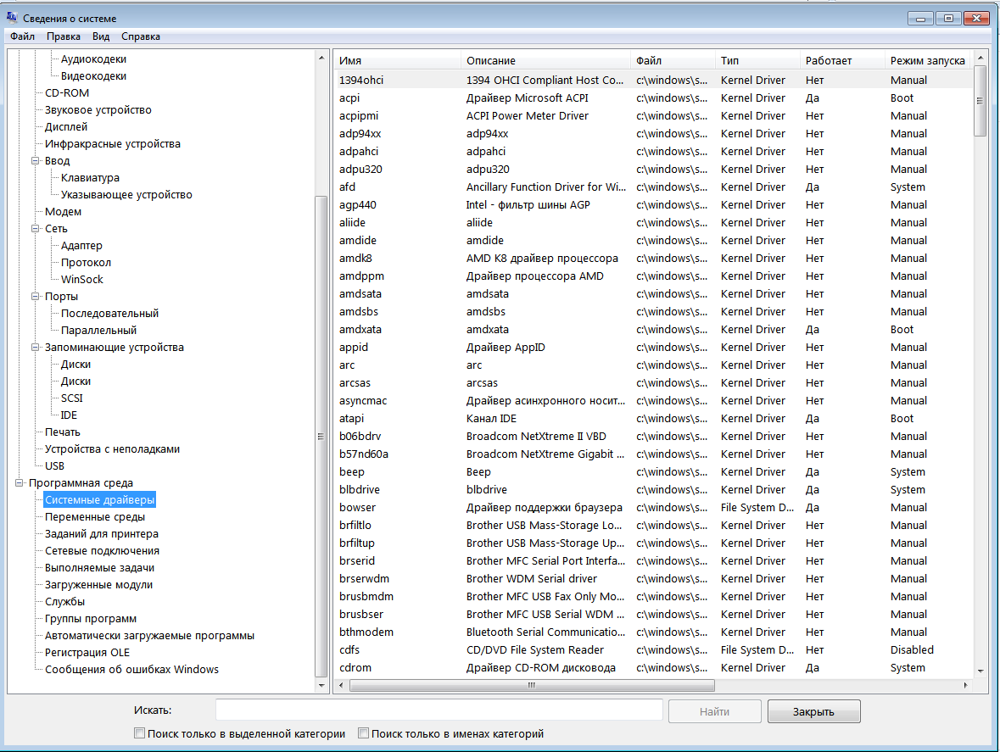 Сведения о системе
Файл Правка Вид Справка
Аудиокодеки
Видеокодеки
CD-ROM
Звуковое устройство
Дисплей
Инфракрасные устройства
Ввод
Клавиатура
Указывающее устройство
Модем
Сеть
Адаптер
Протокол
WinSock
Порты
Последовательный
Параллельный
Запоминающие устройства
Диски
Диски
SCSI
IDE
Печать
Устройства с неполадками
USB
Программная среда
Системные драйверы
Переменные среды
Заданий для принтера
Сетевые подключения
Выполняемые задачи
Загруженные модули
Службы
Группы программ
Автоматически загружаемые программы
Регистрация OLE
Сообщения об ошибках Windows
Имя Описание Файл Тип Работает Режим запуска
1394ohci 1394 OHCI Compliant Host Co... c:\windows\s... Kernel Driver Нет Manual
acpi Драйвер Microsoft ACPI c:\windows\s... Kernel Driver Да Boot
acpipmi ACPI Power Meter Driver c:\windows\s... Kernel Driver Нет Manual
adp94xx adp94xx c:\windows\s... Kernel Driver Нет Manual
adpahci adpahci c:\windows\s... Kernel Driver Нет Manual
adpu320 adpu320 c:\windows\s... Kernel Driver Нет Manual
afd Ancillary Function Driver for Wi... c:\windows\s... Kernel Driver Да System
agp440 Intel - фильтр шины AGP c:\windows\s... Kernel Driver Нет Manual
aliide aliide c:\windows\s... Kernel Driver Нет Manual
amdide amdide c:\windows\s... Kernel Driver Нет Manual
amdk8 AMD K8 драйвер процессора c:\windows\s... Kernel Driver Нет Manual
amdppm Драйвер процессора AMD c:\windows\s... Kernel Driver Нет Manual
amdsata amdsata c:\windows\s... Kernel Driver Нет Manual
amdsbs amdsbs c:\windows\s... Kernel Driver Нет Manual
amdxata amdxata c:\windows\s... Kernel Driver Да Boot
appid Драйвер AppID c:\windows\s... Kernel Driver Нет Manual
arc arc c:\windows\s... Kernel Driver Нет Manual
arcsas arcsas c:\windows\s... Kernel Driver Нет Manual
asyncmac Драйвер асинхронного носит... c:\windows\s... Kernel Driver Нет Manual
atapi Канал IDE c:\windows\s... Kernel Driver Да Boot
b06bdrv Broadcom NetXtreme II VBD c:\windows\s... Kernel Driver Нет Manual
b57nd60a Broadcom NetXtreme Gigabit ... c:\windows\s... Kernel Driver Нет Manual
beep Beep c:\windows\s... Kernel Driver Да System
blbdrive blbdrive c:\windows\s... Kernel Driver Да System
bowser Драйвер поддержки браузера c:\windows\s... File System D... Да Manual
brfiltlo Brother USB Mass-Storage Lo... c:\windows\s... Kernel Driver Нет Manual
brfiltup Brother USB Mass-Storage Up... c:\windows\s... Kernel Driver Нет Manual
brserid Brother MFC Serial Port Interfa... c:\windows\s... Kernel Driver Нет Manual
brserwdm Brother WDM Serial driver c:\windows\s... Kernel Driver Нет Manual
brusbmdm Brother MFC USB Fax Only Mo... c:\windows\s... Kernel Driver Нет Manual
brusbser Brother MFC USB Serial WDM ... c:\windows\s... Kernel Driver Нет Manual
bthmodem Bluetooth Serial Communicatio... c:\windows\s... Kernel Driver Нет Manual
cdfs CD/DVD File System Reader c:\windows\s... File System D... Нет Disabled
cdrom Драйвер CD-ROM дисковода c:\windows\s... Kernel Driver Да System
Искать: Найти Закрыть
Поиск только в выделенной категории Поиск только в именах категорий